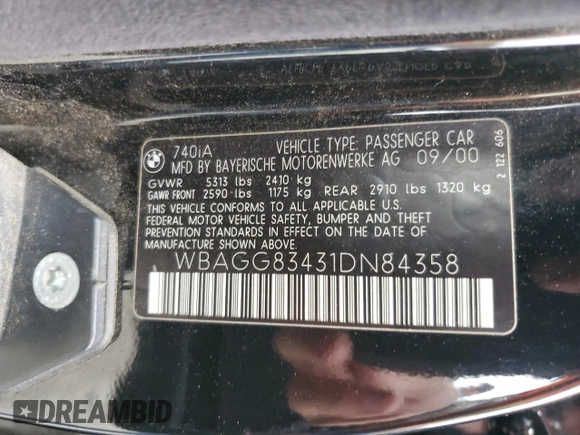 740iA VEHICLE TYPE: PASSENGER CAR
MFD BY BAYERISCHE MOTORENWERKE AG 09/00
GVWR 5313 lbs 2410 kg
GAWR FRONT 2590 lbs 1175 kg REAR 2910 lbs 1320 kg
THIS VEHICLE CONFORMS TO ALL APPLICABLE U.S.
FEDERAL MOTOR VEHICLE SAFETY, BUMPER AND THEFT
PREVENTION STANDARDS IN EFFECT ON THE DATE OF
MANUFACTURE SHOWN ABOVE.
WBAGG83431DN84358
2 122 606
DREAMBID